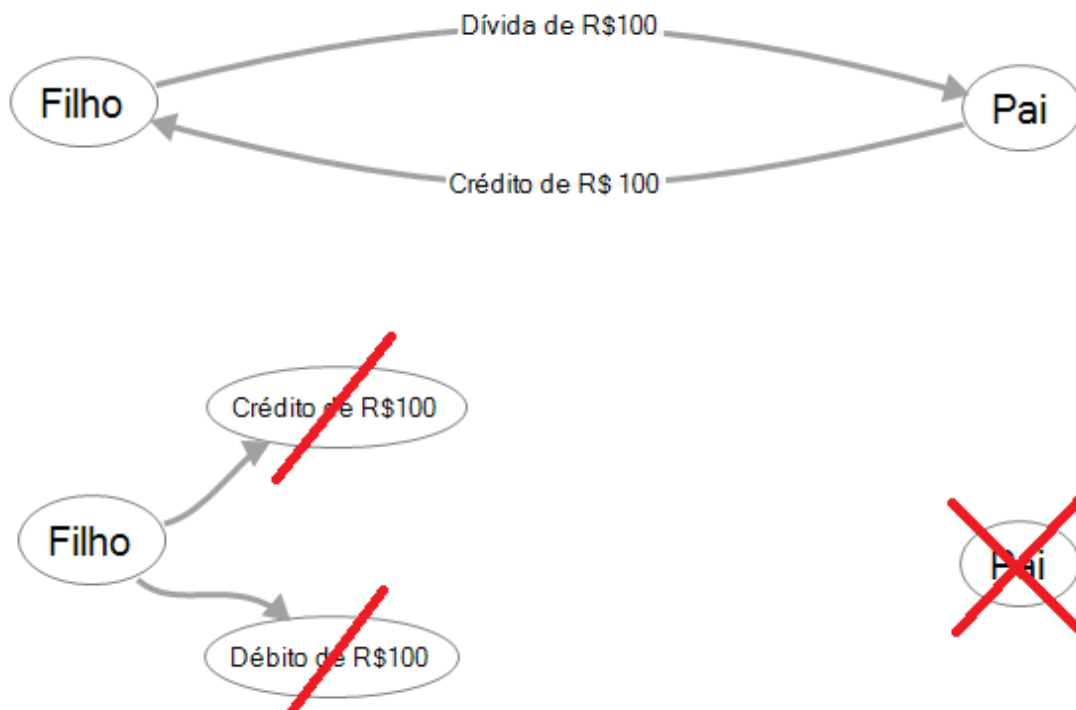 Dívida de R$100
Filho
Pai
Crédito de R$ 100
Crédito de R$100
Filho
Pai
Débito de R$100